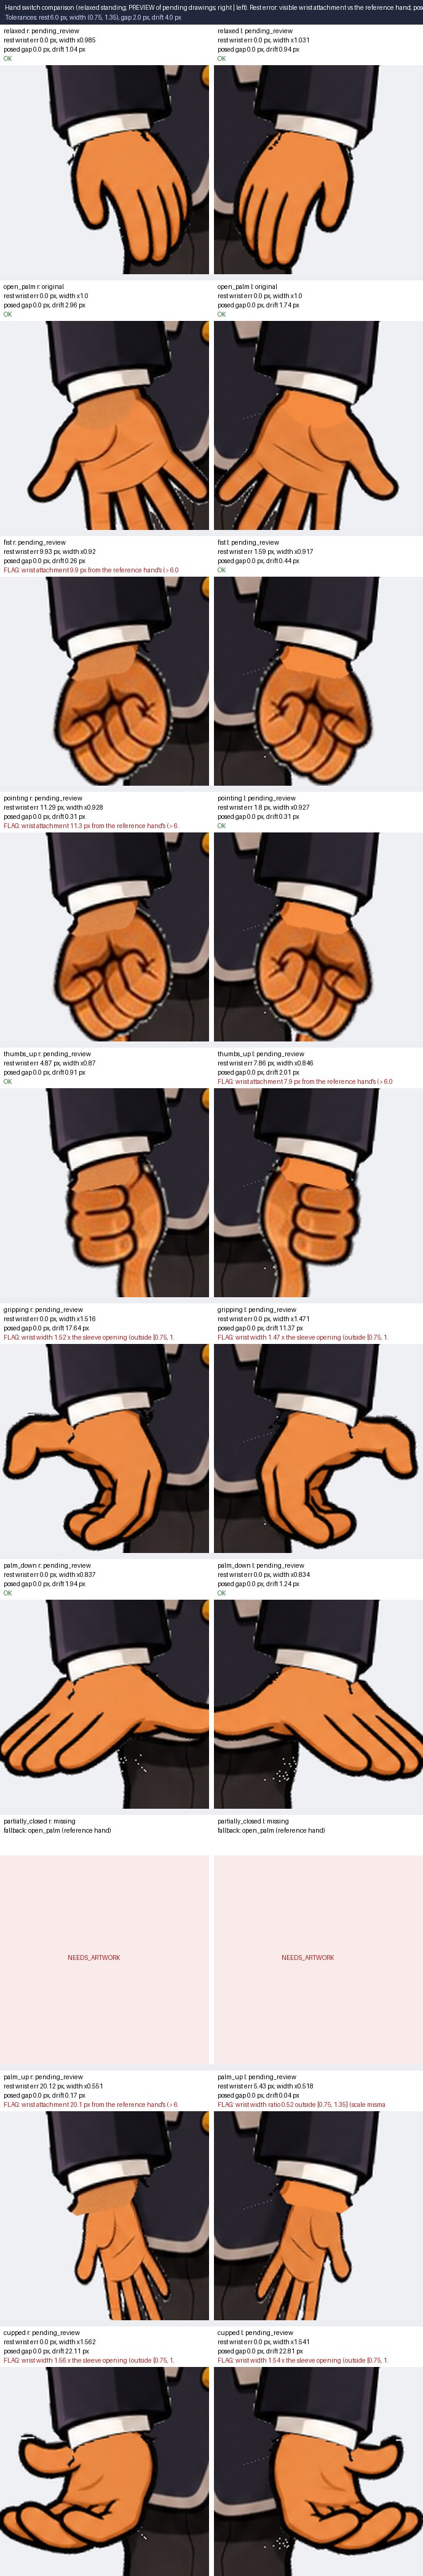 Hand switch comparison (relaxed standing; PREVIEW of pending drawings; right | left). Rest error: visible wrist attachment vs the reference hand; pose
Tolerances: rest 6.0 px, width (0.75, 1.35), gap 2.0 px, drift 4.0 px
relaxed r: pending_review
rest wrist err 0.0 px, width x0.985
posed gap 0.0 px, drift 1.04 px
OK
relaxed l: pending_review
rest wrist err 0.0 px, width x1.031
posed gap 0.0 px, drift 0.94 px
OK
open_palm r: original
rest wrist err 0.0 px, width x1.0
posed gap 0.0 px, drift 2.96 px
OK
open_palm l: original
rest wrist err 0.0 px, width x1.0
posed gap 0.0 px, drift 1.74 px
OK
fist r: pending_review
rest wrist err 9.93 px, width x0.92
posed gap 0.0 px, drift 0.26 px
FLAG: wrist attachment 9.9 px from the reference hand's (> 6.0
fist l: pending_review
rest wrist err 1.59 px, width x0.917
posed gap 0.0 px, drift 0.44 px
OK
pointing r: pending_review
rest wrist err 11.29 px, width x0.928
posed gap 0.0 px, drift 0.31 px
FLAG: wrist attachment 11.3 px from the reference hand's (> 6.
pointing l: pending_review
rest wrist err 1.8 px, width x0.927
posed gap 0.0 px, drift 0.31 px
OK
thumbs_up r: pending_review
rest wrist err 4.87 px, width x0.87
posed gap 0.0 px, drift 0.91 px
OK
thumbs_up l: pending_review
rest wrist err 7.86 px, width x0.846
posed gap 0.0 px, drift 2.01 px
FLAG: wrist attachment 7.9 px from the reference hand's (> 6.0
gripping r: pending_review
rest wrist err 0.0 px, width x1.516
posed gap 0.0 px, drift 17.64 px
FLAG: wrist width 1.52 x the sleeve opening (outside [0.75, 1.
gripping l: pending_review
rest wrist err 0.0 px, width x1.471
posed gap 0.0 px, drift 11.37 px
FLAG: wrist width 1.47 x the sleeve opening (outside [0.75, 1.
palm_down r: pending_review
rest wrist err 0.0 px, width x0.837
posed gap 0.0 px, drift 1.94 px
OK
palm_down l: pending_review
rest wrist err 0.0 px, width x0.834
posed gap 0.0 px, drift 1.24 px
OK
partially_closed r: missing
fallback: open_palm (reference hand)
partially_closed l: missing
fallback: open_palm (reference hand)
NEEDS_ARTWORK
NEEDS_ARTWORK
palm_up r: pending_review
rest wrist err 20.12 px, width x0.551
posed gap 0.0 px, drift 0.17 px
FLAG: wrist attachment 20.1 px from the reference hand's (> 6.
palm_up l: pending_review
rest wrist err 5.43 px, width x0.518
posed gap 0.0 px, drift 0.04 px
FLAG: wrist width ratio 0.52 outside [0.75, 1.35] (scale misma
cupped r: pending_review
rest wrist err 0.0 px, width x1.562
posed gap 0.0 px, drift 22.11 px
FLAG: wrist width 1.56 x the sleeve opening (outside [0.75, 1.
cupped l: pending_review
rest wrist err 0.0 px, width x1.541
posed gap 0.0 px, drift 22.81 px
FLAG: wrist width 1.54 x the sleeve opening (outside [0.75, 1.